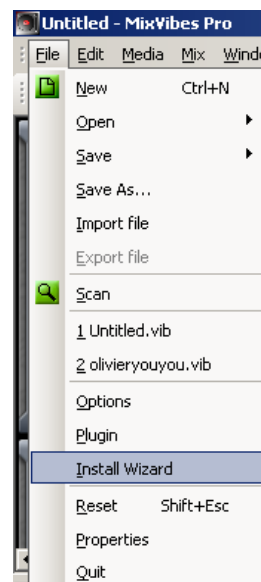 Untitled - MixVibes Pro
File Edit Media Mix
New Ctrl+N
Open
Save
Save As...
Import file
Export file
Scan
1 Untitled.vib
2 olivieryouyou.vib
Options
Plugin
Install Wizard
Reset Shift+Esc
Properties
Quit